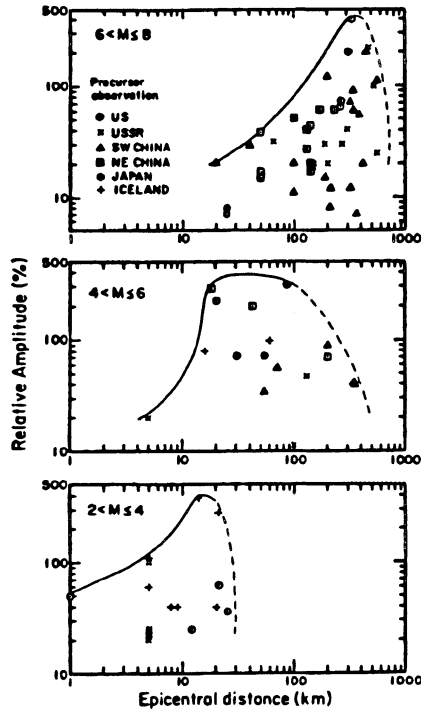 500
6<M≤8
Precursor
observation
US
USSR
SW CHINA
NE CHINA
JAPAN
ICELAND
100
10
1
10
100
1000
Relative Amplitude (%)
500
4<M≤6
100
10
1
10
100
1000
500
2<M≤4
100
10
1
10
100
1000
Epicentral distance (km)